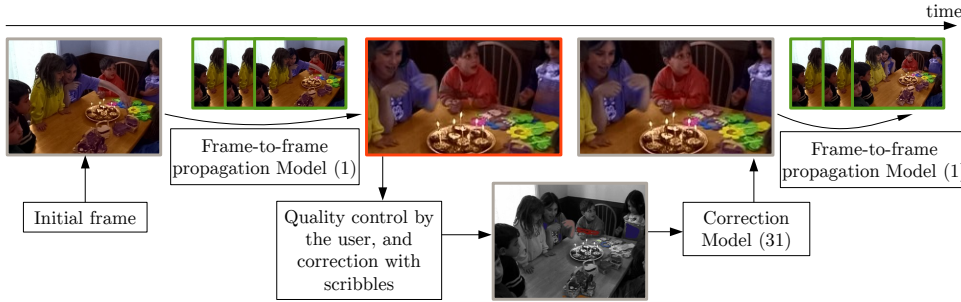 time
Frame-to-frame
propagation Model (1)
Frame-to-frame
propagation Model (1)
Initial frame
Quality control by
the user, and
correction with
scribbles
Correction
Model (31)